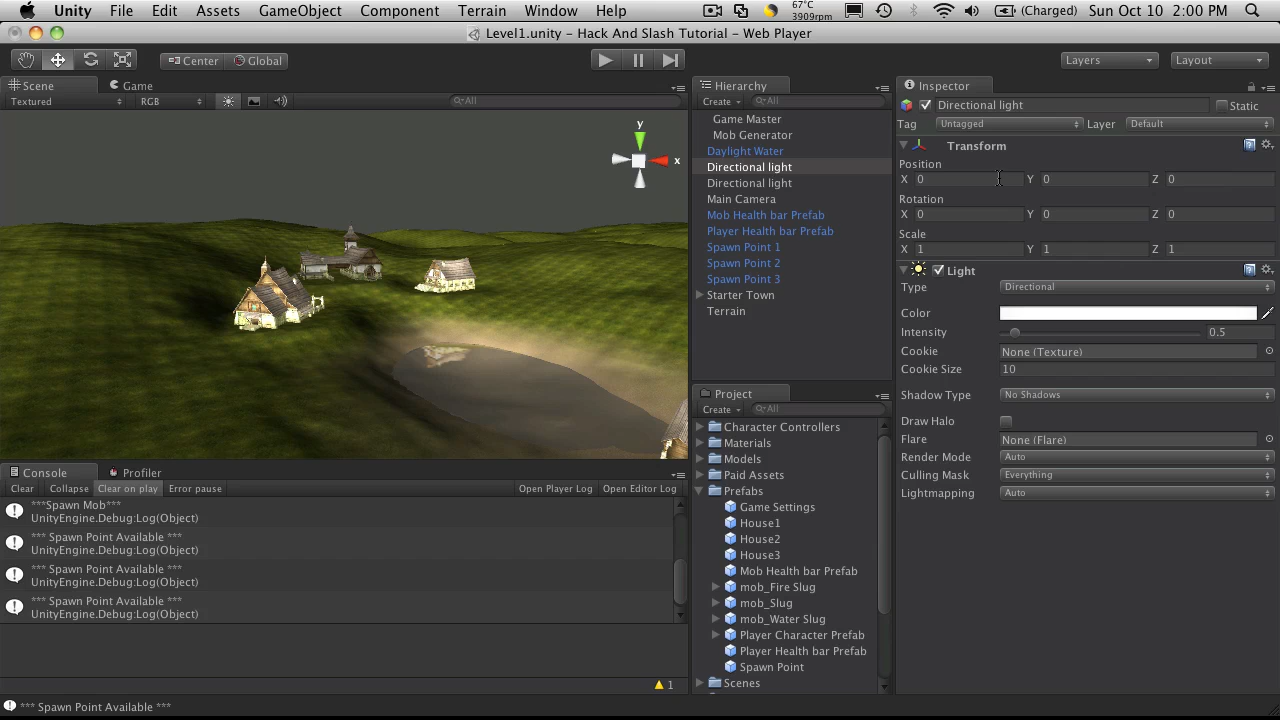 Unity File Edit Assets GameObject Component Terrain Window Help 67°C 3909rpm (Charged) Sun Oct 10 2:00 PM
Level1.unity - Hack And Slash Tutorial - Web Player
Center Global Layers Layout
Scene Game
Textured RGB All
y
x
Hierarchy
Create All
Game Master
Mob Generator
Daylight Water
Directional light
Directional light
Main Camera
Mob Health bar Prefab
Player Health bar Prefab
Spawn Point 1
Spawn Point 2
Spawn Point 3
Starter Town
Terrain
Inspector
Directional light Static
Tag Untagged Layer Default
Transform
Position
X 0 Y 0 Z 0
Rotation
X 0 Y 0 Z 0
Scale
X 1 Y 1 Z 1
Light
Type Directional
Color
Intensity 0.5
Cookie None (Texture)
Cookie Size 10
Shadow Type No Shadows
Draw Halo
Flare None (Flare)
Render Mode Auto
Culling Mask Everything
Lightmapping Auto
Project
Create All
Character Controllers
Materials
Models
Paid Assets
Prefabs
Game Settings
House1
House2
House3
Mob Health bar Prefab
mob_Fire Slug
mob_Slug
mob_Water Slug
Player Character Prefab
Player Health bar Prefab
Spawn Point
Scenes
Console Profiler
Clear Collapse Clear on play Error pause Open Player Log Open Editor Log
***Spawn Mob***
UnityEngine.Debug:Log(Object)
*** Spawn Point Available ***
UnityEngine.Debug:Log(Object)
*** Spawn Point Available ***
UnityEngine.Debug:Log(Object)
*** Spawn Point Available ***
UnityEngine.Debug:Log(Object)
1
*** Spawn Point Available ***